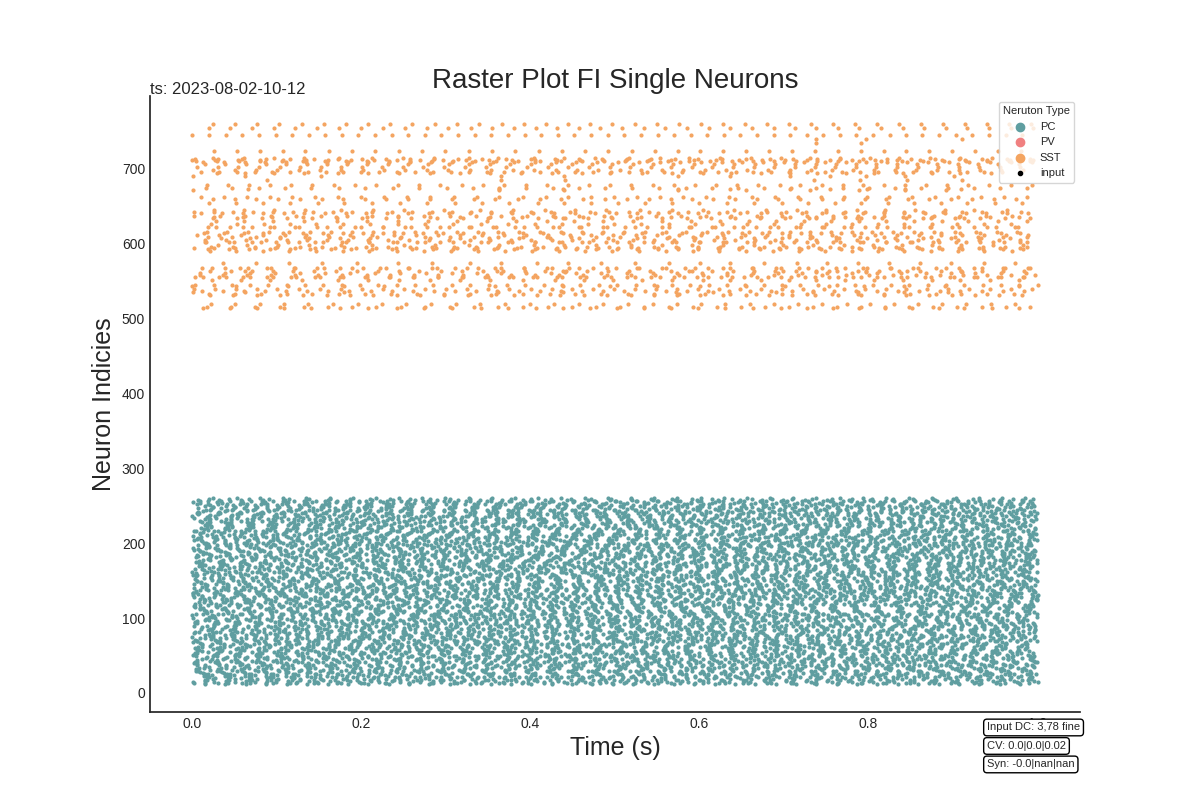 Raster Plot FI Single Neurons
ts: 2023-08-02-10-12
Neruton Type
PC
PV
SST
input
Neuron Indicies
700
600
500
400
300
200
100
0
0.0 0.2 0.4 0.6 0.8
Time (s)
Input DC: 3,78 fine
CV: 0.0|0.0|0.02
Syn: -0.0|nan|nan